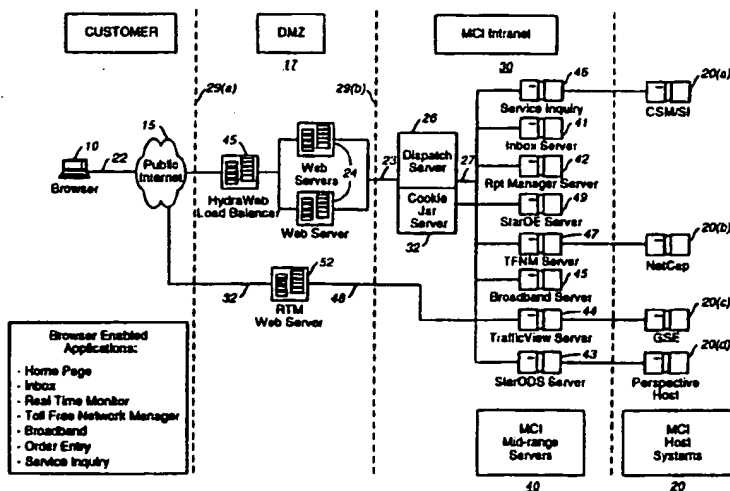 CUSTOMER
DMZ
17
MCI Intranet
30
29(a)
29(b)
15
10
22
Public
Internet
Browser
45
HydraWeb
Load Balancer
Web
Servers
24
Web Server
23
26
Dispatch
Server
27
Cookie
Jar
Server
32
46
Service Inquiry
41
Inbox Server
42
Rpt Manager Server
49
StarOE Server
47
TFNM Server
45
Broadband Server
44
TrafficView Server
43
StarODS Server
20(a)
CSM/SI
20(b)
NetCap
20(c)
GSE
20(d)
Perspective
Host
32
52
RTM
Web Server
48
Browser Enabled
Applications:
- Home Page
- Inbox
- Real Time Monitor
- Toll Free Network Manager
- Broadband
- Order Entry
- Service Inquiry
MCI
Mid-range
Servers
40
MCI
Host
Systems
20